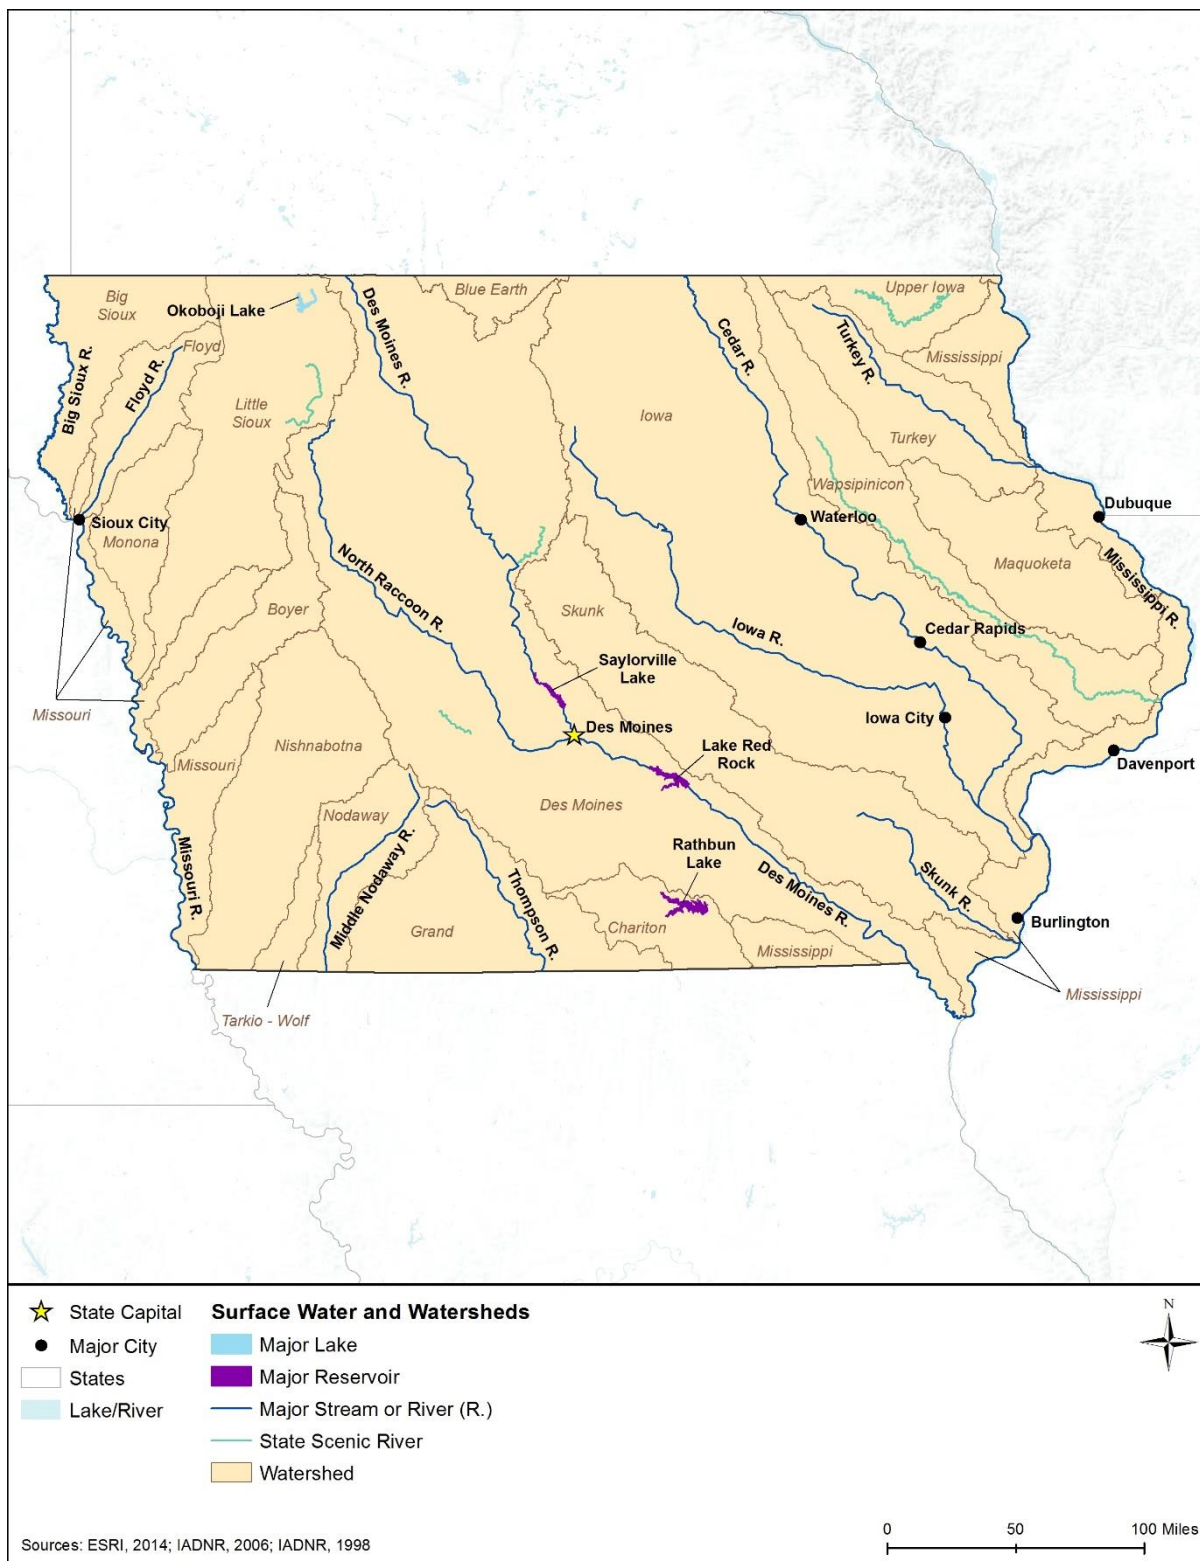 Big
Sioux
Okoboji Lake
Des Moines R.
Blue Earth
Upper Iowa
Floyd
Big Sioux R.
Floyd R.
Cedar R.
Turkey R.
Mississippi
Little
Sioux
Iowa
Turkey
Wapsipinicon
Dubuque
Waterloo
Sioux City
Monona
Maquoketa
Mississippi R.
North Raccoon R.
Boyer
Skunk
Iowa R.
Cedar Rapids
Saylorville
Lake
Missouri
Iowa City
Des Moines
Nishnabotna
Lake Red
Rock
Missouri
Davenport
Des Moines
Nodaway
Rathbun
Lake
Missouri R.
Middle Nodaway R.
Thompson R.
Des Moines R.
Skunk R.
Grand
Chariton
Burlington
Mississippi
Mississippi
Tarkio - Wolf
State Capital
Major City
States
Lake/River
Surface Water and Watersheds
Major Lake
Major Reservoir
Major Stream or River (R.)
State Scenic River
Watershed
N
Sources: ESRI, 2014; IADNR, 2006; IADNR, 1998
0 50 100 Miles